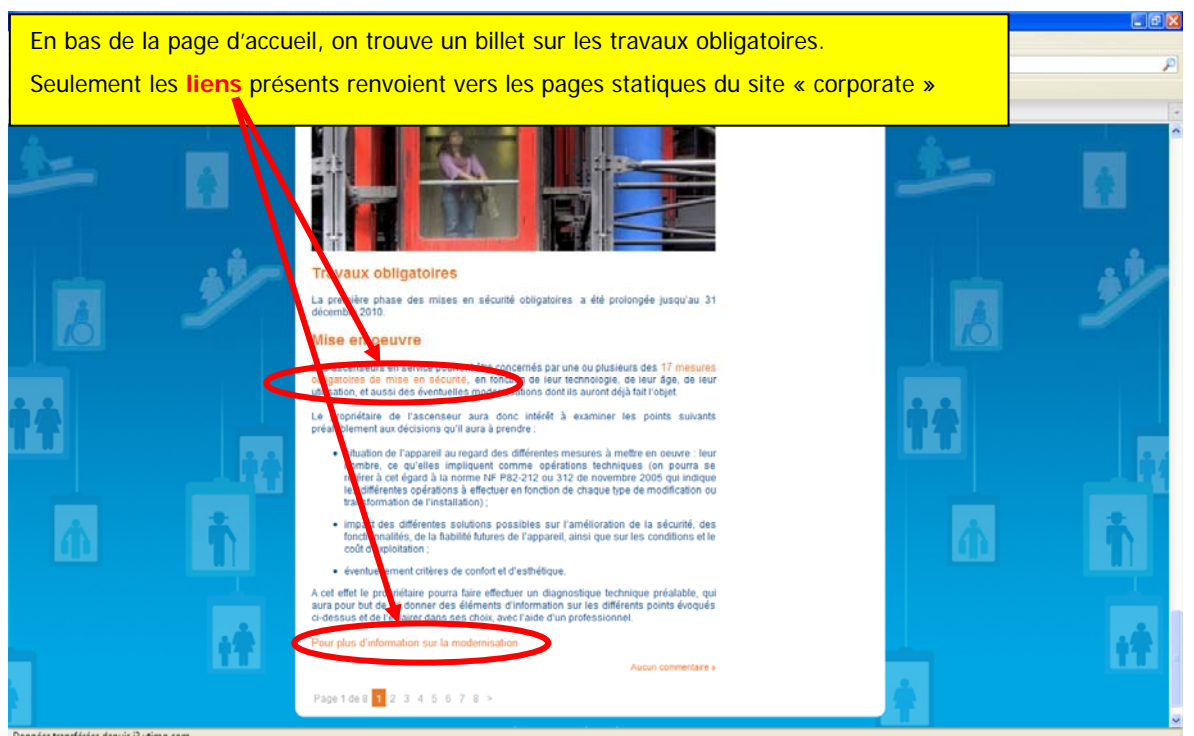 En bas de la page d'accueil, on trouve un billet sur les travaux obligatoires.
Seulement les liens présents renvoient vers les pages statiques du site « corporate »
Travaux obligatoires
La première phase des mises en sécurité obligatoires a été prolongée jusqu'au 31
décembre 2010.
Mise en oeuvre
ascenseurs en service pourront être concernés par une ou plusieurs des 17 mesures
obligatoires de mise en sécurité, en fonction de leur technologie, de leur âge, de leur
utilisation, et aussi des éventuelles modernisations dont ils auront déjà fait l'objet.
Le propriétaire de l'ascenseur aura donc intérêt à examiner les points suivants
préalablement aux décisions qu'il aura à prendre :
• situation de l'appareil au regard des différentes mesures à mettre en oeuvre : leur
nombre, ce qu'elles impliquent comme opérations techniques (on pourra se
référer à cet égard à la norme NF P82-212 ou 312 de novembre 2005 qui indique
les différentes opérations à effectuer en fonction de chaque type de modification ou
transformation de l'installation) ;
• impact des différentes solutions possibles sur l'amélioration de la sécurité, des
fonctionnalités, de la fiabilité futures de l'appareil, ainsi que sur les conditions et le
coût d'exploitation ;
• éventuellement critères de confort et d'esthétique.
A cet effet le propriétaire pourra faire effectuer un diagnostique technique préalable, qui
aura pour but de lui donner des éléments d'information sur les différents points évoqués
ci-dessus et de l'éclairer dans ses choix, avec l'aide d'un professionnel.
Pour plus d'information sur la modernisation
Aucun commentaire »
Page 1 de 8 1 2 3 4 5 6 7 8 >